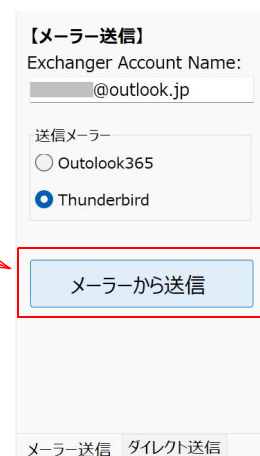 【メーラー送信】
Exchanger Account Name:
@outlook.jp
送信メーラー
Outolook365
Thunderbird
メーラーから送信
メーラー送信 ダイレクト送信